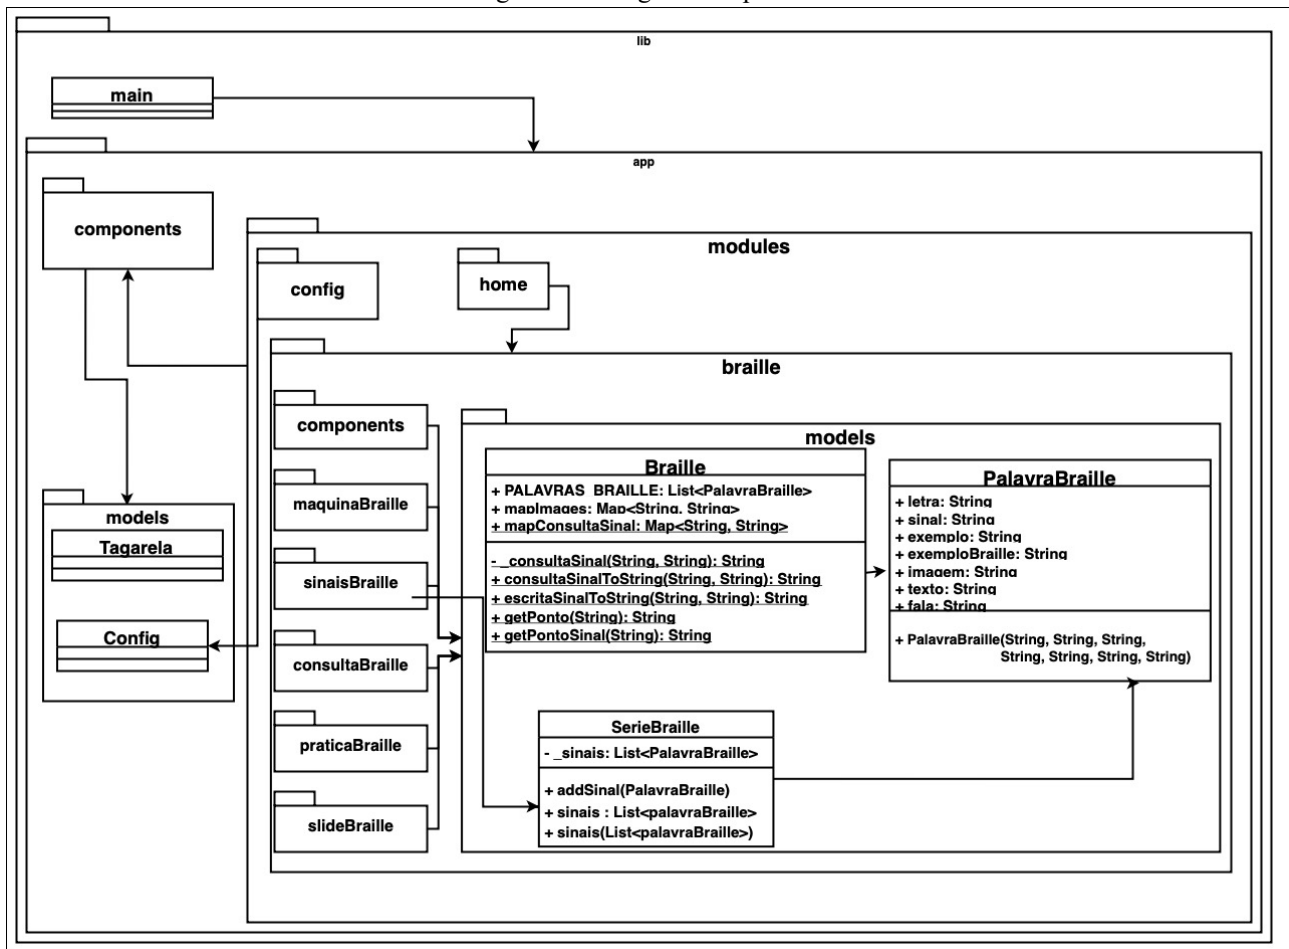 lib
main
app
components
modules
config
home
braille
components
models
Braille
PalavraBraille
+ PALAVRAS_BRAILLE: List<PalavraBraille>
+ mapImages: Map<String, String>
+ mapConsultaSinal: Map<String, String>
- _consultaSinal(String, String): String
+ consultaSinalToString(String, String): String
+ escritaSinalToString(String, String): String
+ getPonto(String): String
+ getPontoSinal(String): String
+ letra: String
+ sinal: String
+ exemplo: String
+ exemploBraille: String
+ imagem: String
+ texto: String
+ fala: String
+ PalavraBraille(String, String, String,
String, String, String, String)
maquinaBraille
models
Tagarela
sinaisBraille
Config
consultaBraille
praticaBraille
slideBraille
SerieBraille
- _sinais: List<PalavraBraille>
+ addSinal(PalavraBraille)
+ sinais : List<palavraBraille>
+ sinais(List<palavraBraille>)